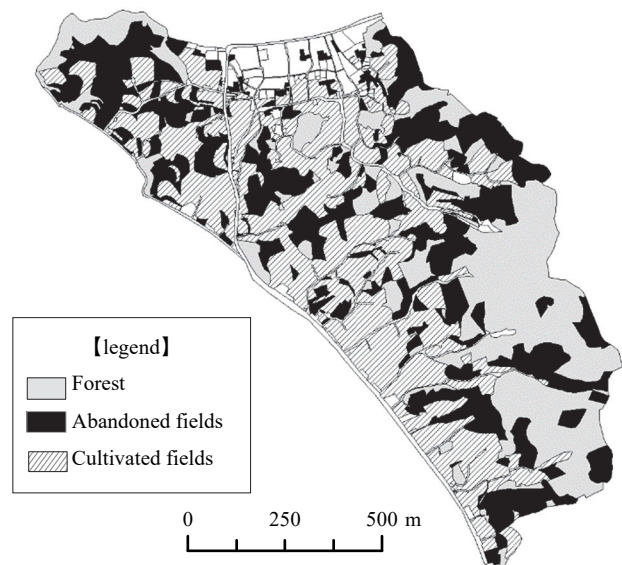 【legend】
Forest
Abandoned fields
Cultivated fields
0 250 500 m